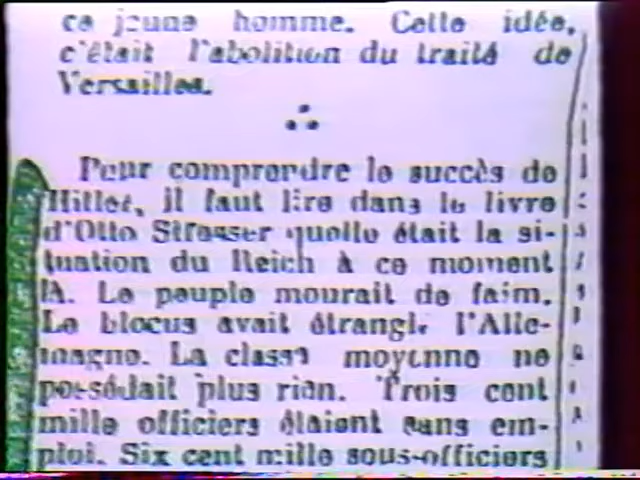 ce jeune homme. Cette idée,
c'était l'abolition du traité de
Versailles.
Pour comprendre le succès de
Hitler, il faut lire dans le livre
d'Otto Strasser quelle était la si-
tuation du Reich à ce moment
là. Le peuple mourait de faim.
Le blocus avait étranglé l'Alle-
magne. La classe moyenne ne
possédait plus rien. Trois cent
mille officiers étaient sans em-
ploi. Six cent mille sous-officiers